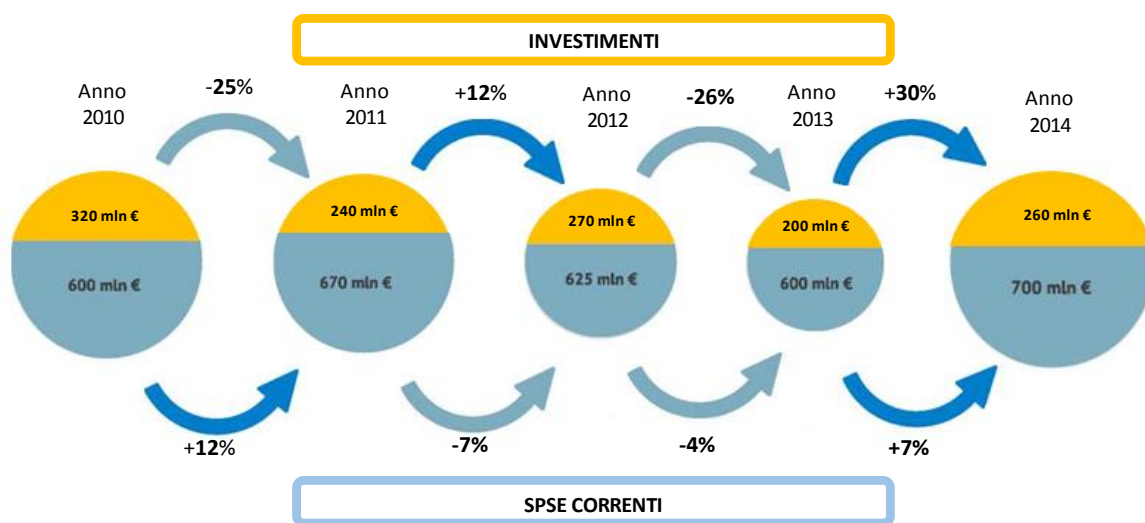 INVESTIMENTI
Anno
2010
-25%
Anno
2011
+12%
Anno
2012
-26%
Anno
2013
+30%
Anno
2014
320 mln €
240 mln €
270 mln €
200 mln €
260 mln €
600 mln €
670 mln €
625 mln €
600 mln €
700 mln €
+12%
-7%
-4%
+7%
SPSE CORRENTI